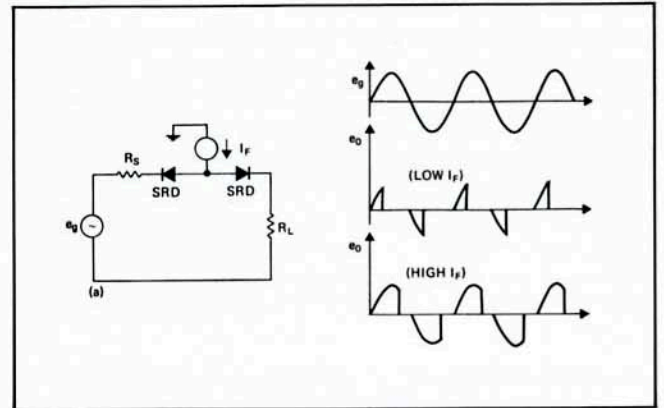 R_S
SRD
I_F
SRD
e_g
R_L
(a)
e_g
e_0
(LOW I_F)
e_0
(HIGH I_F)